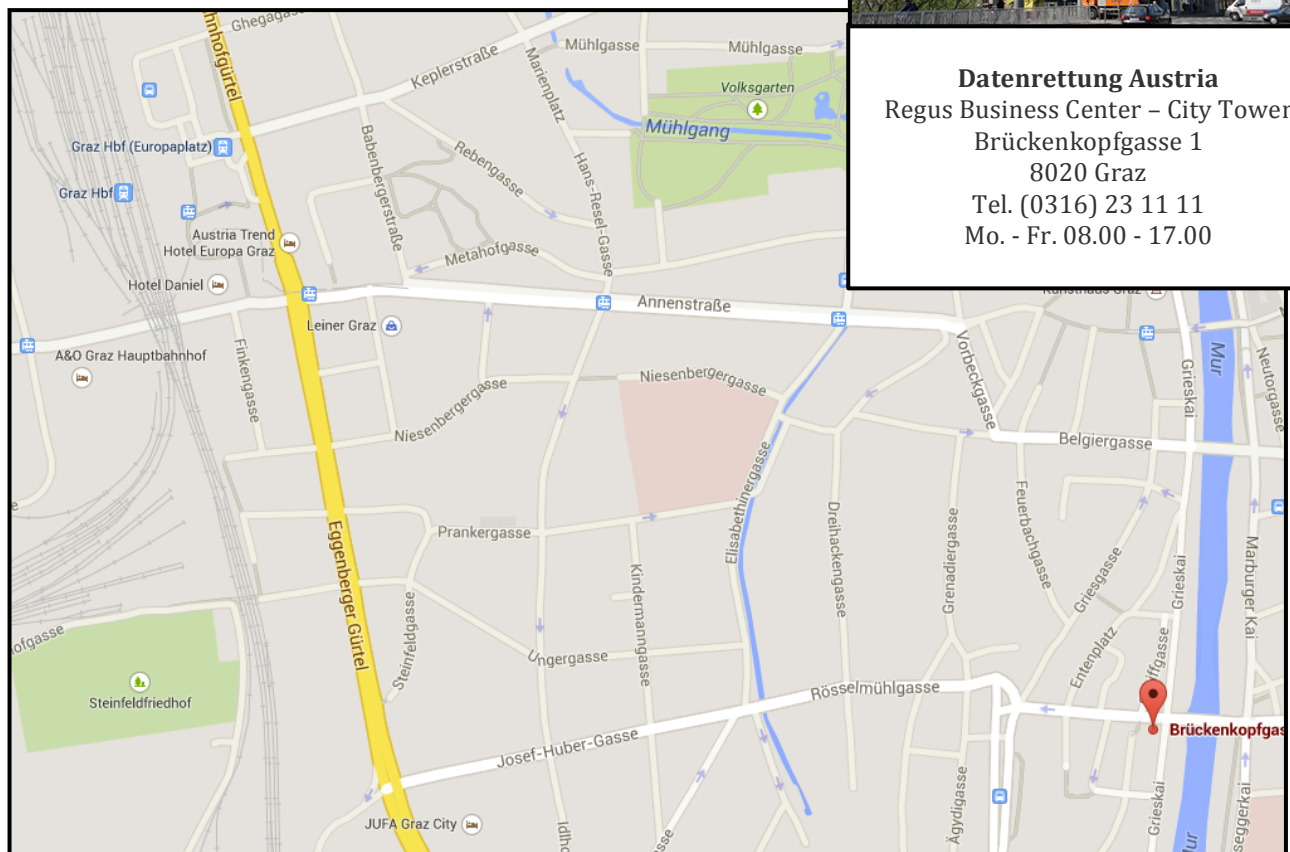 Datenrettung Austria
Regus Business Center – City Tower
Brückenkopfgasse 1
8020 Graz
Tel. (0316) 23 11 11
Mo. - Fr. 08.00 - 17.00
Ghegagasse
Mühlgasse
Mühlgasse
Keplerstraße
Marienplatz
Volksgarten
Mühlgang
Graz Hbf (Europaplatz)
Babenbergerstraße
Rebengasse
Hans-Resel-Gasse
Graz Hbf
Austria Trend
Hotel Europa Graz
Metahofgasse
Hotel Daniel
Annenstraße
Leiner Graz
A&O Graz Hauptbahnhof
Finkengasse
Niesenbergergasse
Niesenbergergasse
Vorbeckgasse
Grieskai
Mur
Neutorgasse
Belgiergasse
Eggenberger Gürtel
Prankergasse
Elisabethinergasse
Dreihackengasse
Grenadiergasse
Feuerbachgasse
Griesgasse
Grieskai
Marburger Kai
Kindermanngasse
Steinfeldgasse
Ungergasse
Entenplatz
Steinfeldfriedhof
Rösselmühlgasse
Brückenkopfgas
Josef-Huber-Gasse
JUFA Graz City
Ägydigasse
Grieskai
Mur